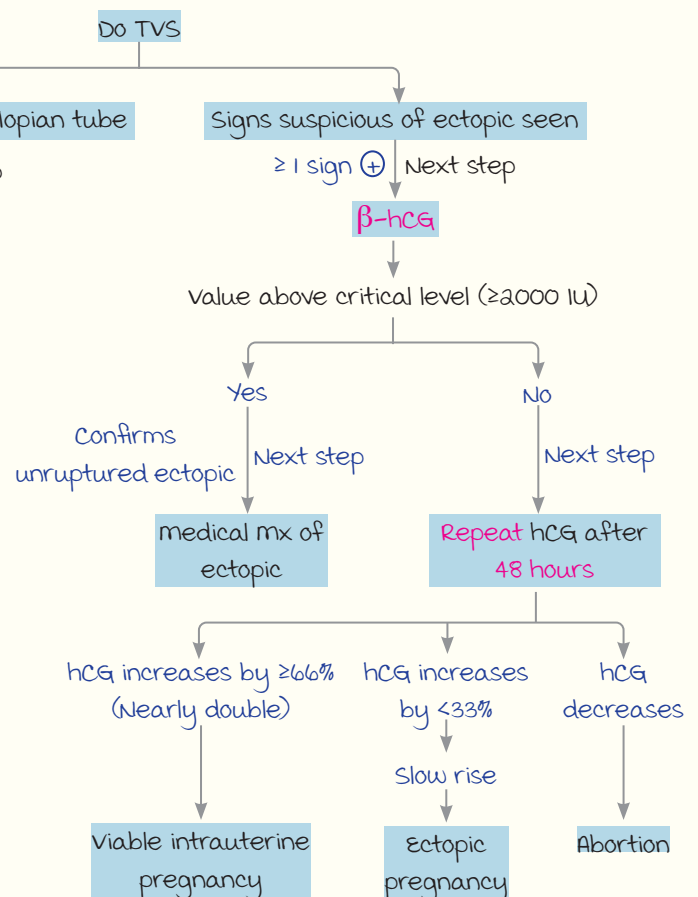 Do TVS
lopian tube
Signs suspicious of ectopic seen
≥ 1 sign + Next step
β-hCG
Value above critical level (≥2000 IU)
Yes
No
Confirms
unruptured ectopic
Next step
Next step
medical mx of
ectopic
Repeat hCG after
48 hours
hCG increases by ≥66%
(Nearly double)
hCG increases
by <33%
hCG
decreases
Slow rise
Viable intrauterine
pregnancy
Ectopic
pregnancy
Abortion